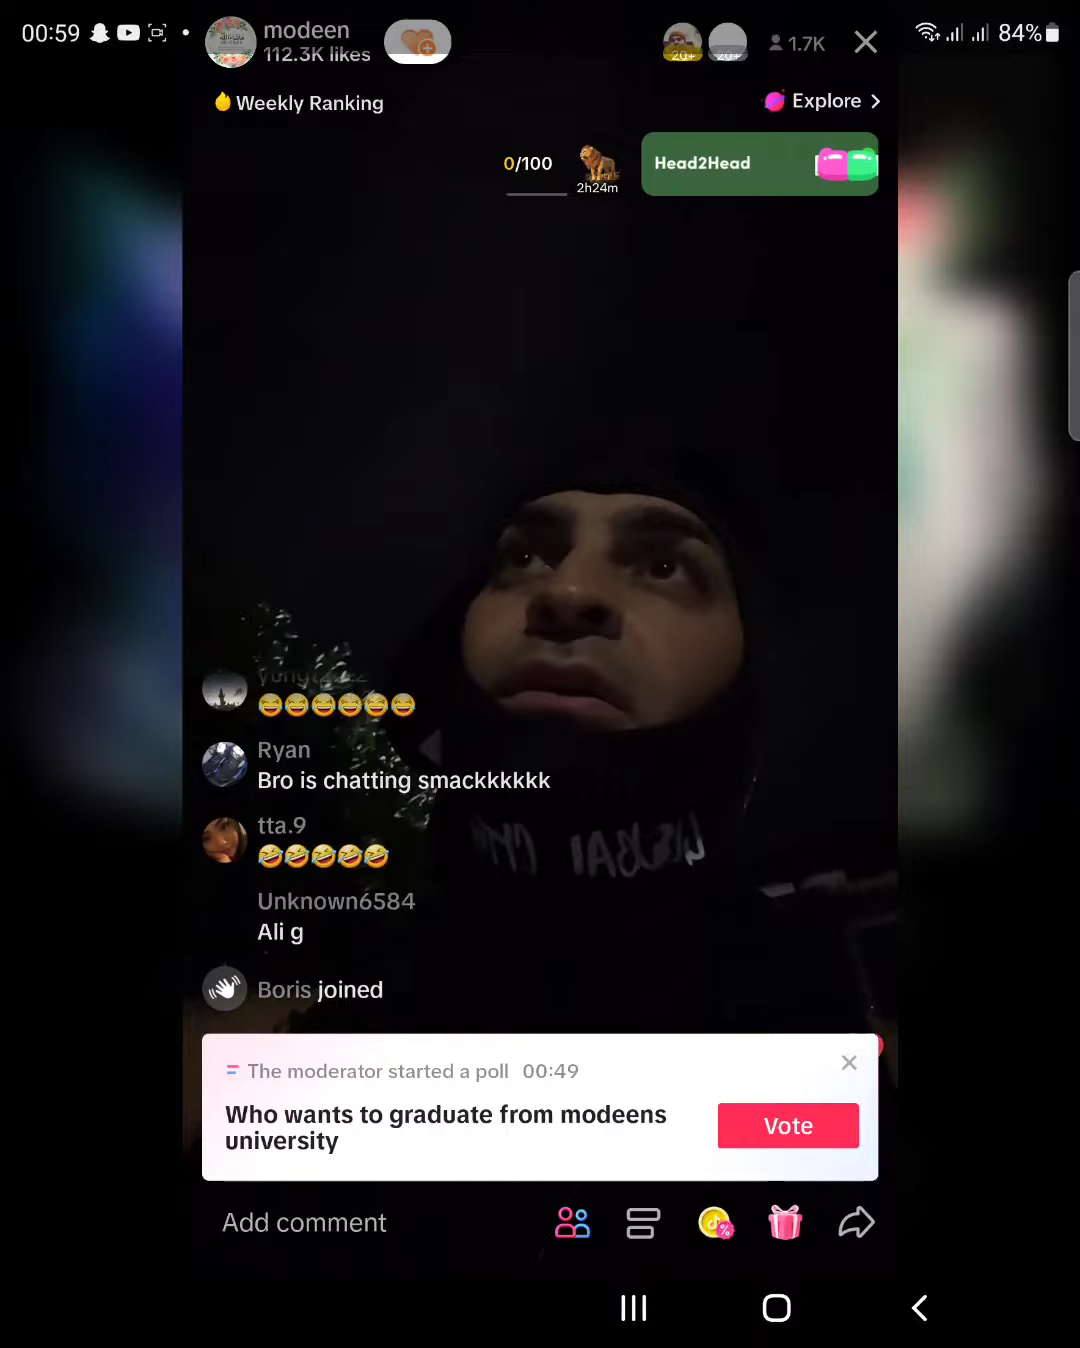 00:59
84%
modeen
112.3K likes
20+
20+
1.7K
Weekly Ranking
Explore
0/100
2h24m
Head2Head
😂😂😂😂😂😂
Ryan
Bro is chatting smackkkkkk
tta.9
🤣🤣🤣🤣🤣
Unknown6584
Ali g
Boris joined
The moderator started a poll 00:49
Who wants to graduate from modeens
university
Vote
Add comment